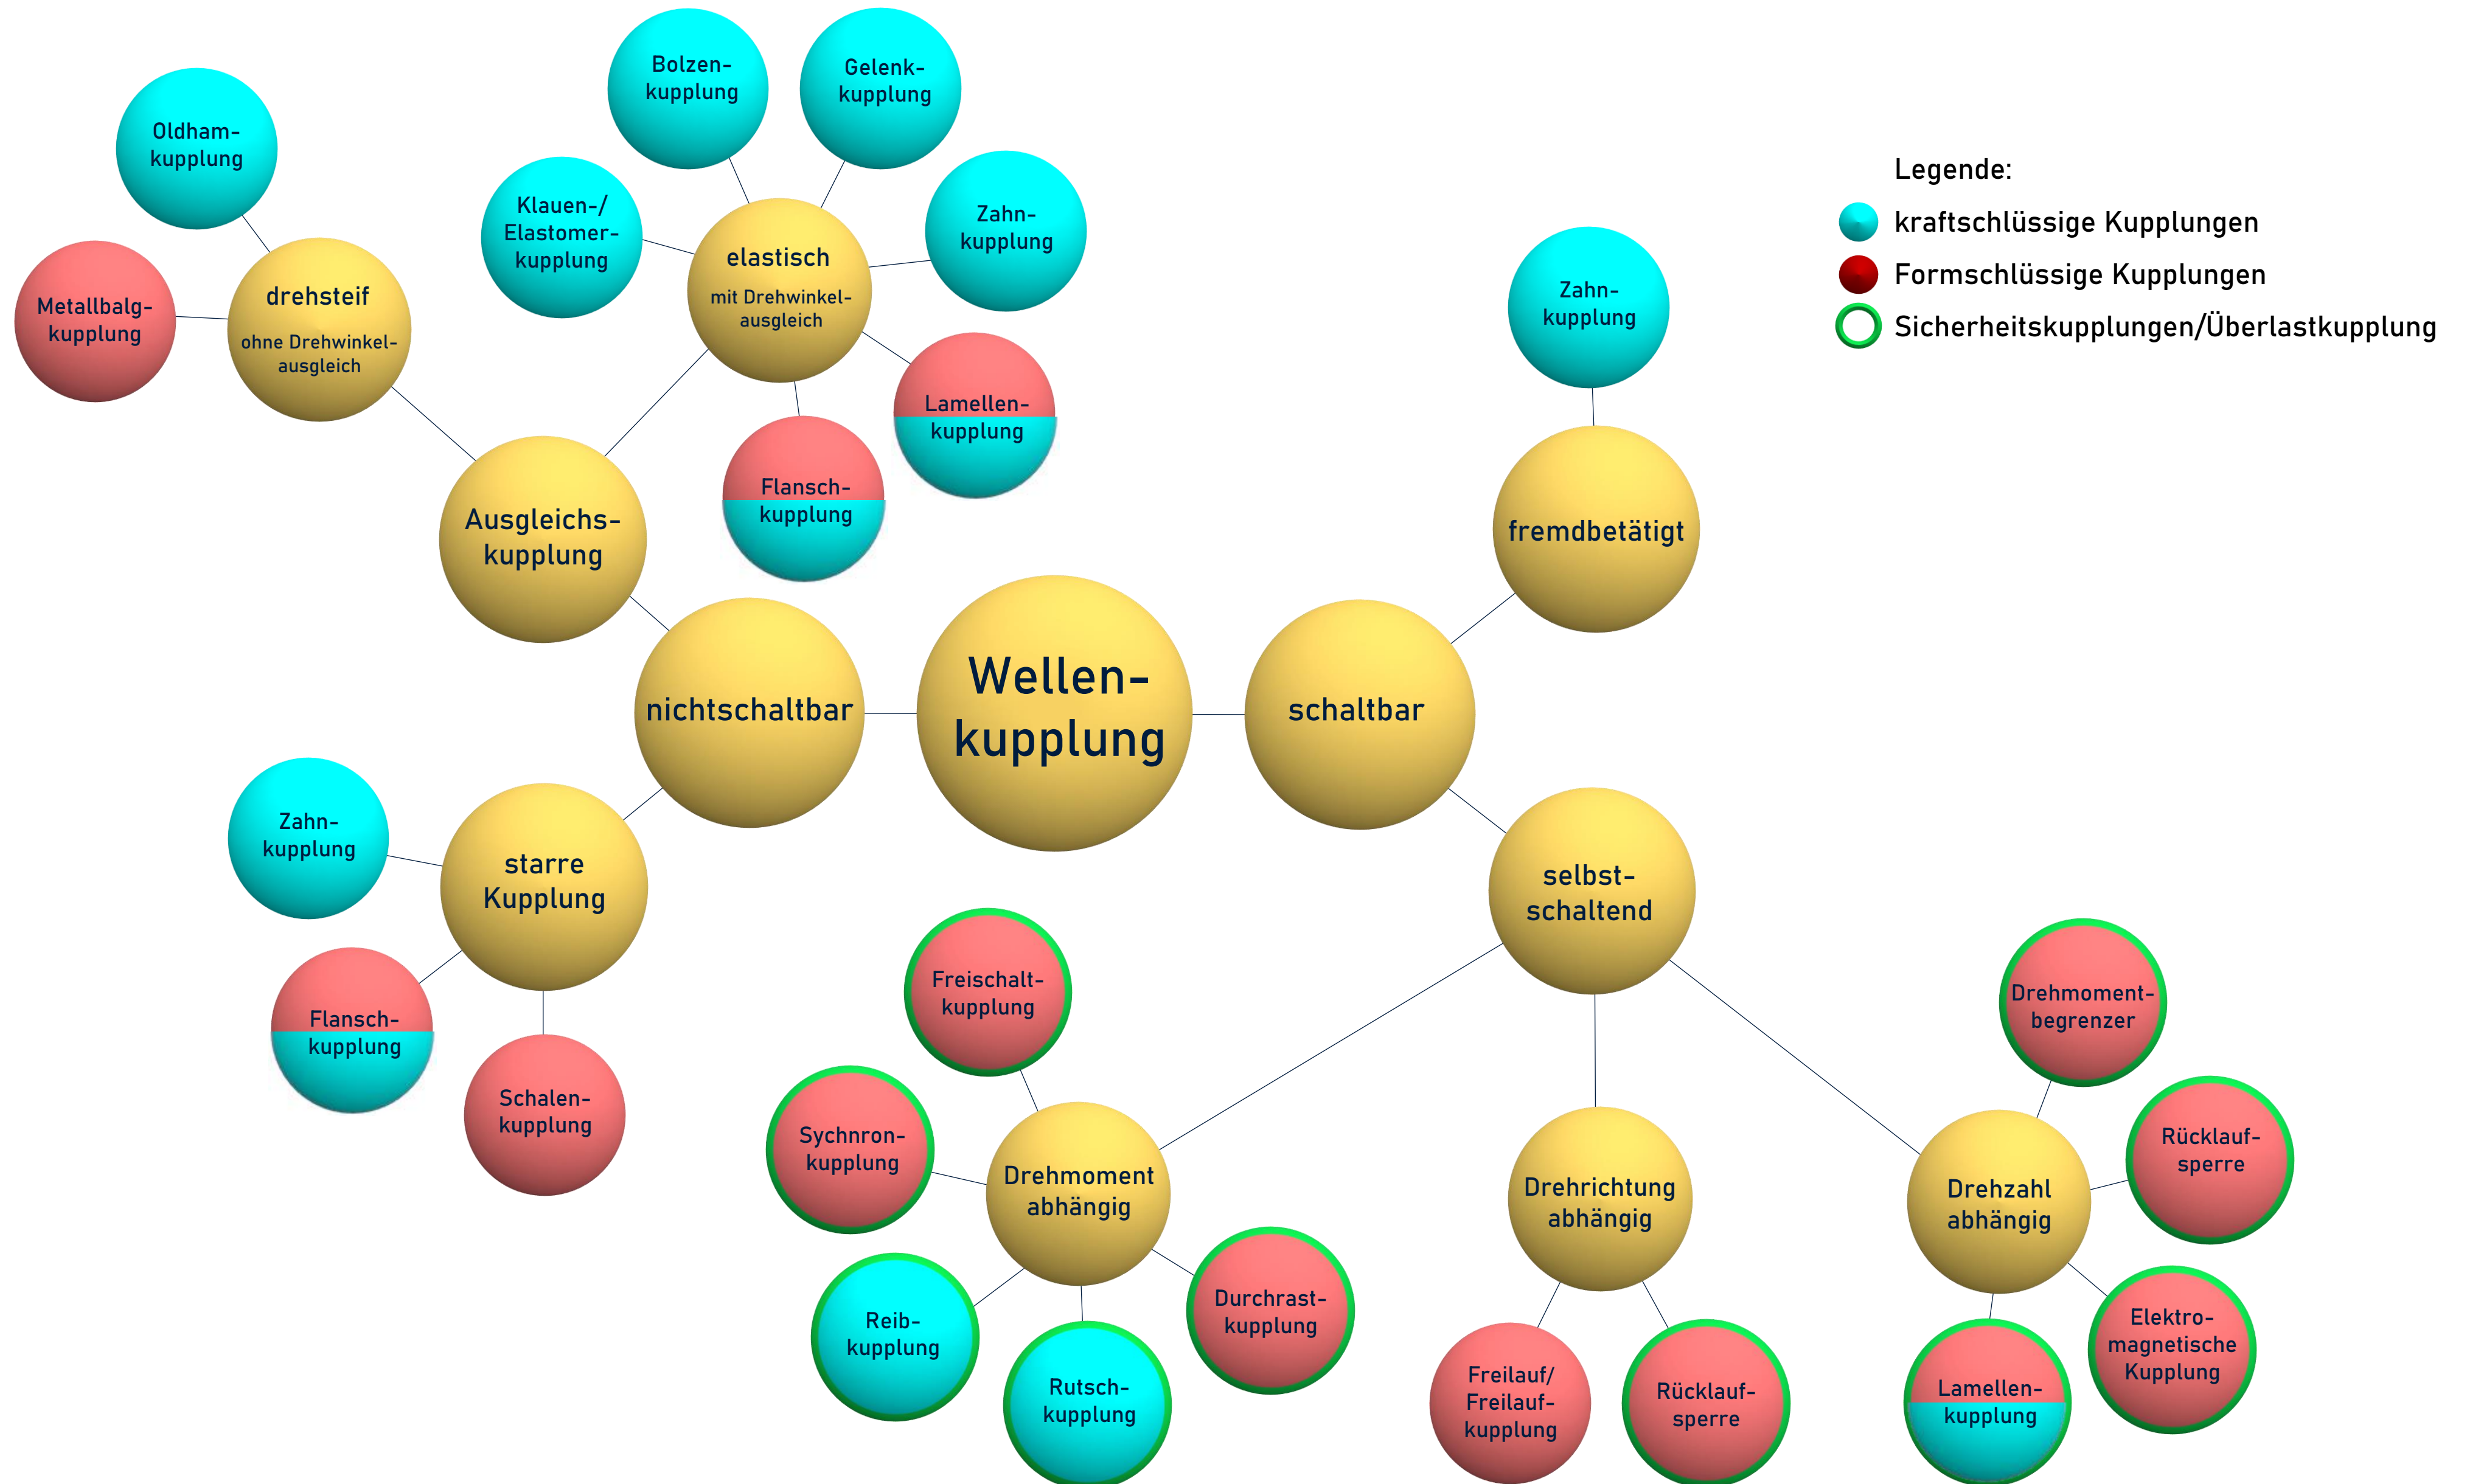 Wellen-
kupplung
nichtschaltbar
Ausgleichs-
kupplung
drehsteif
ohne Drehwinkel-
ausgleich
Oldham-
kupplung
Metallbalg-
kupplung
elastisch
mit Drehwinkel-
ausgleich
Klauen-/
Elastomer-
kupplung
Bolzen-
kupplung
Gelenk-
kupplung
Zahn-
kupplung
Lamellen-
kupplung
Flansch-
kupplung
starre
Kupplung
Zahn-
kupplung
Flansch-
kupplung
Schalen-
kupplung
schaltbar
fremdbetätigt
Zahn-
kupplung
selbst-
schaltend
Drehmoment
abhängig
Freischalt-
kupplung
Sychnron-
kupplung
Reib-
kupplung
Rutsch-
kupplung
Durchrast-
kupplung
Drehrichtung
abhängig
Freilauf/
Freilauf-
kupplung
Rücklauf-
sperre
Drehzahl
abhängig
Drehmoment-
begrenzer
Rücklauf-
sperre
Elektro-
magnetische
Kupplung
Lamellen-
kupplung
Legende:
kraftschlüssige Kupplungen
Formschlüssige Kupplungen
Sicherheitskupplungen/Überlastkupplung